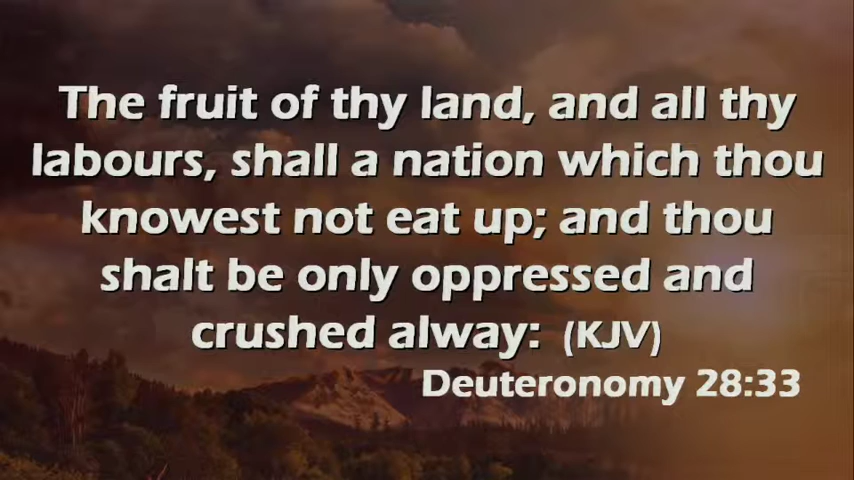 The fruit of thy land, and all thy
labours, shall a nation which thou
knowest not eat up; and thou
shalt be only oppressed and
crushed alway: (KJV)
Deuteronomy 28:33